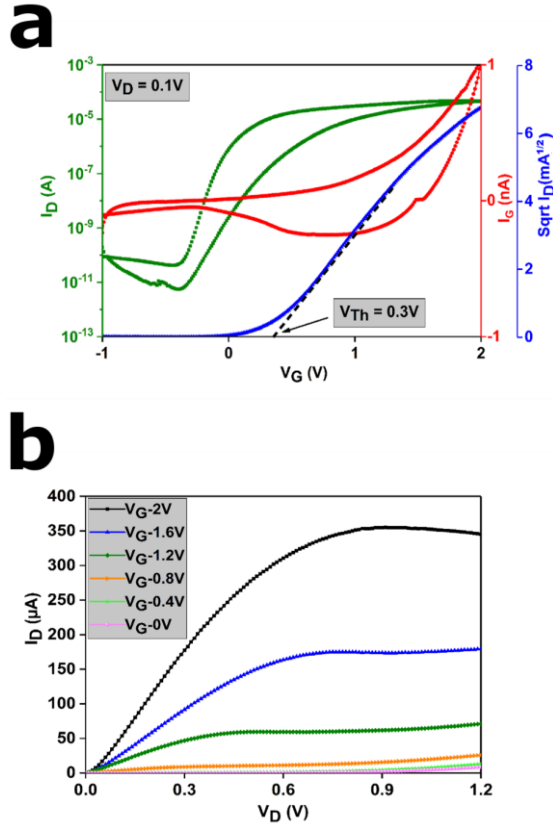 a
10⁻³
10⁻⁵
10⁻⁷
10⁻⁹
10⁻¹¹
10⁻¹³
I_D (A)
V_D = 0.1V
V_Th = 0.3V
-1
0
1
2
V_G (V)
1
0
-1
I_G (nA)
8
6
4
3
2
0
Sqrt I_D(mA^1/2)
b
400
350
300
250
200
150
100
50
0
I_D (µA)
V_G-2V
V_G-1.6V
V_G-1.2V
V_G-0.8V
V_G-0.4V
V_G-0V
0.0
0.3
0.6
0.9
1.2
V_D (V)